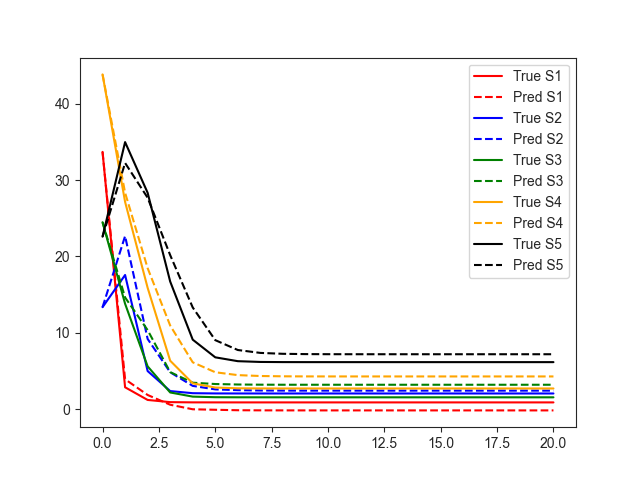 True S1
Pred S1
True S2
Pred S2
True S3
Pred S3
True S4
Pred S4
True S5
Pred S5
40
30
20
10
0
0.0 2.5 5.0 7.5 10.0 12.5 15.0 17.5 20.0